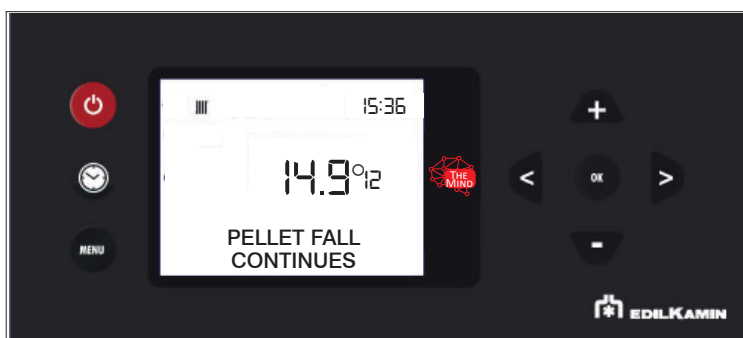 15:36
14.9°12
THE
MIND
+
< OK >
MENU
PELLET FALL
CONTINUES
-
EDILKAMIN